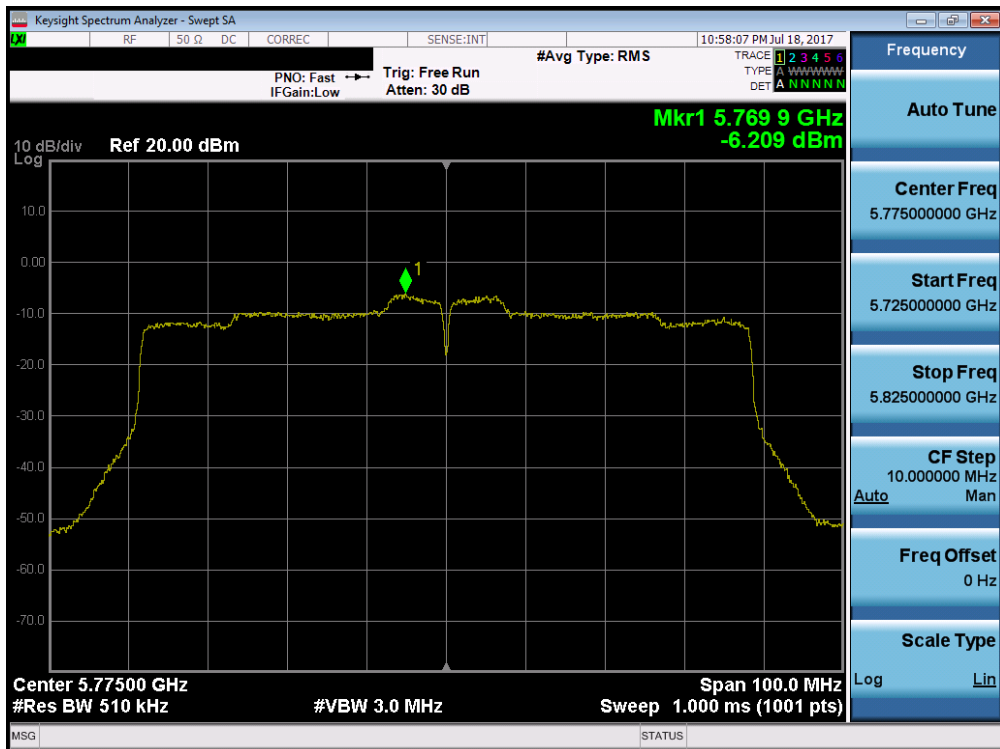 Keysight Spectrum Analyzer - Swept SA
LXI RF 50 Ω DC CORREC SENSE:INT 10:58:07 PM Jul 18, 2017
#Avg Type: RMS
TRACE 1 2 3 4 5 6
TYPE A WWWWW
DET A N N N N N
PNO: Fast Trig: Free Run
IFGain:Low Atten: 30 dB
Mkr1 5.769 9 GHz
-6.209 dBm
10 dB/div Ref 20.00 dBm
Log
10.0
0.00
-10.0
-20.0
-30.0
-40.0
-50.0
-60.0
-70.0
1
Center 5.77500 GHz Span 100.0 MHz
#Res BW 510 kHz #VBW 3.0 MHz Sweep 1.000 ms (1001 pts)
MSG STATUS
Frequency
Auto Tune
Center Freq
5.775000000 GHz
Start Freq
5.725000000 GHz
Stop Freq
5.825000000 GHz
CF Step
10.000000 MHz
Auto Man
Freq Offset
0 Hz
Scale Type
Log Lin